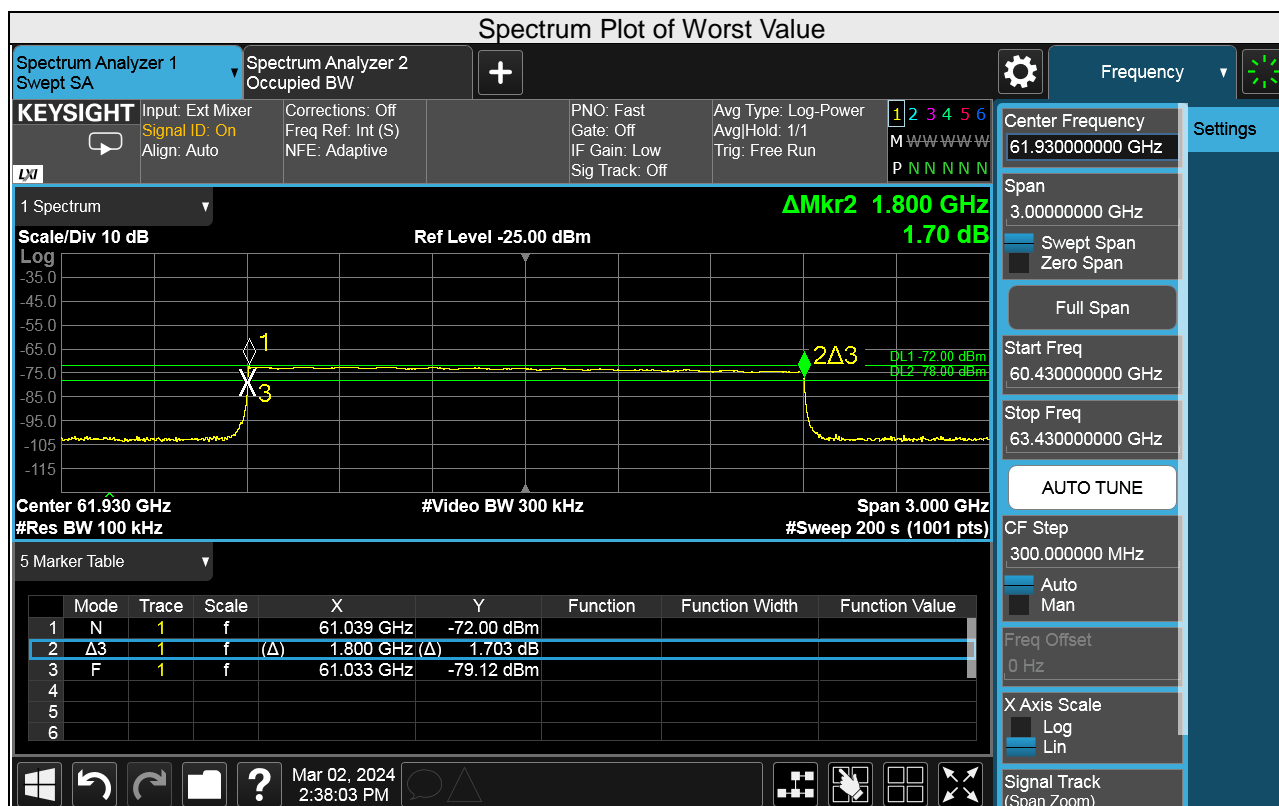 Spectrum Plot of Worst Value
Spectrum Analyzer 1
Swept SA
Spectrum Analyzer 2
Occupied BW
Frequency
KEYSIGHT
LXI
Input: Ext Mixer
Signal ID: On
Align: Auto
Corrections: Off
Freq Ref: Int (S)
NFE: Adaptive
PNO: Fast
Gate: Off
IF Gain: Low
Sig Track: Off
Avg Type: Log-Power
Avg|Hold: 1/1
Trig: Free Run
1 2 3 4 5 6
M W W W W W
P N N N N N N
1 Spectrum
ΔMkr2 1.800 GHz
1.70 dB
Scale/Div 10 dB
Ref Level -25.00 dBm
Log
-35.0
-45.0
-55.0
-65.0
-75.0
-85.0
-95.0
-105
-115
1
3
2Δ3
DL1 -72.00 dBm
DL2 -78.00 dBm
Center 61.930 GHz
#Video BW 300 kHz
Span 3.000 GHz
#Res BW 100 kHz
#Sweep 200 s (1001 pts)
5 Marker Table
Mode Trace Scale X Y Function Function Width Function Value
1 N 1 f 61.039 GHz -72.00 dBm
2 Δ3 1 f (Δ) 1.800 GHz (Δ) 1.703 dB
3 F 1 f 61.033 GHz -79.12 dBm
4
5
6
?
Mar 02, 2024
2:38:03 PM
Center Frequency
61.930000000 GHz
Span
3.00000000 GHz
Swept Span
Zero Span
Full Span
Start Freq
60.430000000 GHz
Stop Freq
63.430000000 GHz
AUTO TUNE
CF Step
300.000000 MHz
Auto
Man
Freq Offset
0 Hz
X Axis Scale
Log
Lin
Signal Track
(Span Zoom)
Settings